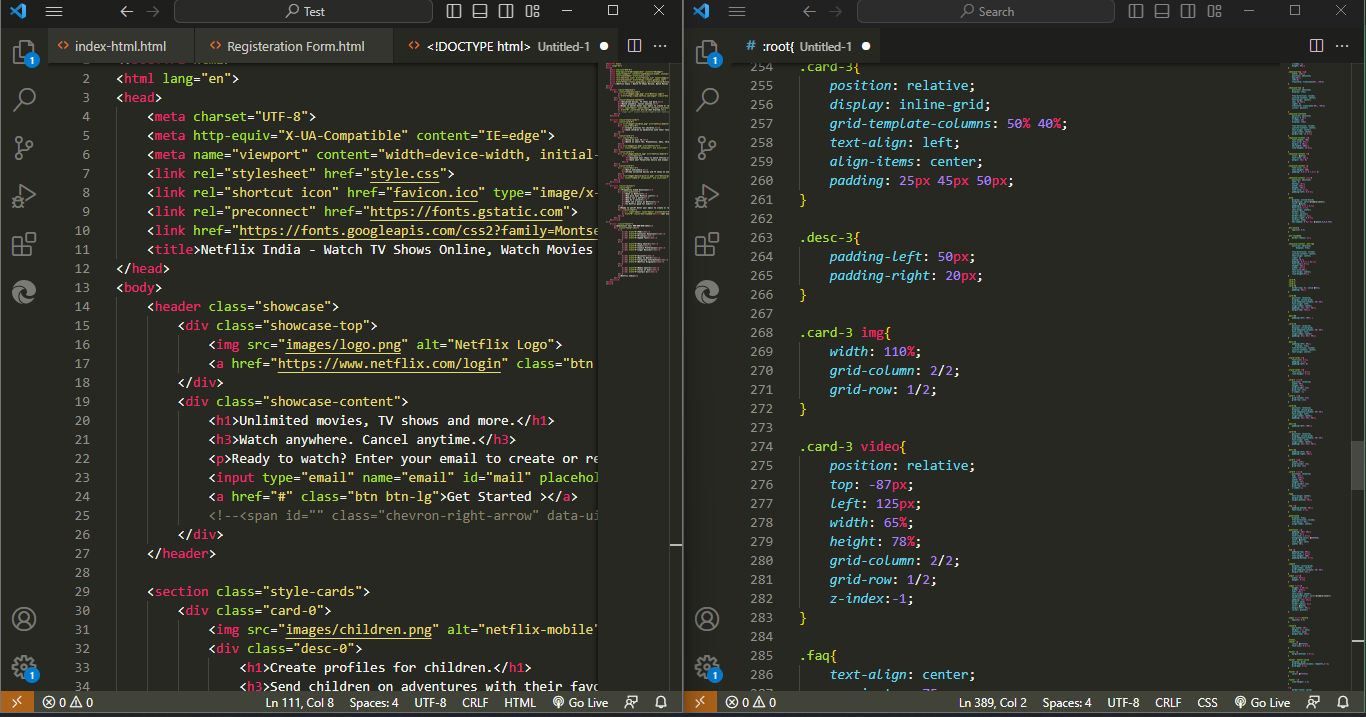 Test
index-html.html
Registeration Form.html
<!DOCTYPE html> Untitled-1
1
2 <html lang="en">
3 <head>
4 <meta charset="UTF-8">
5 <meta http-equiv="X-UA-Compatible" content="IE=edge">
6 <meta name="viewport" content="width=device-width, initial-
7 <link rel="stylesheet" href="style.css">
8 <link rel="shortcut icon" href="favicon.ico" type="image/x-
9 <link rel="preconnect" href="https://fonts.gstatic.com">
10 <link href="https://fonts.googleapis.com/css2?family=Montse
11 <title>Netflix India - Watch TV Shows Online, Watch Movies
12 </head>
13 <body>
14 <header class="showcase">
15 <div class="showcase-top">
16 <img src="images/logo.png" alt="Netflix Logo">
17 <a href="https://www.netflix.com/login" class="btn
18 </div>
19 <div class="showcase-content">
20 <h1>Unlimited movies, TV shows and more.</h1>
21 <h3>Watch anywhere. Cancel anytime.</h3>
22 <p>Ready to watch? Enter your email to create or re
23 <input type="email" name="email" id="mail" placehol
24 <a href="#" class="btn btn-lg">Get Started ></a>
25 <!--<span id="" class="chevron-right-arrow" data-ui
26 </div>
27 </header>
28
29 <section class="style-cards">
30 <div class="card-0">
31 <img src="images/children.png" alt="netflix-mobile"
32 <div class="desc-0">
33 <h1>Create profiles for children.</h1>
34 <h3>Send children on adventures with their favo
1
0 0 Ln 111, Col 8 Spaces: 4 UTF-8 CRLF HTML Go Live
Search
:root{ Untitled-1
1
254 .card-3{
255 position: relative;
256 display: inline-grid;
257 grid-template-columns: 50% 40%;
258 text-align: left;
259 align-items: center;
260 padding: 25px 45px 50px;
261 }
262
263 .desc-3{
264 padding-left: 50px;
265 padding-right: 20px;
266 }
267
268 .card-3 img{
269 width: 110%;
270 grid-column: 2/2;
271 grid-row: 1/2;
272 }
273
274 .card-3 video{
275 position: relative;
276 top: -87px;
277 left: 125px;
278 width: 65%;
279 height: 78%;
280 grid-column: 2/2;
281 grid-row: 1/2;
282 z-index:-1;
283 }
284
285 .faq{
286 text-align: center;
1
0 0 Ln 389, Col 2 Spaces: 4 UTF-8 CRLF CSS Go Live